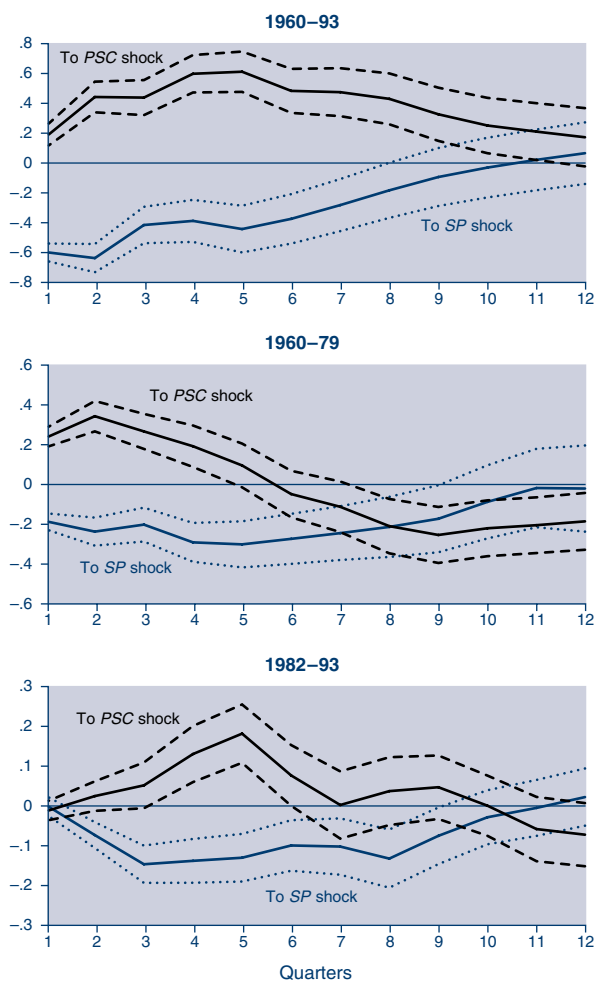 1960–93
.8
.6
.4
.2
0
–.2
–.4
–.6
–.8
To PSC shock
To SP shock
1 2 3 4 5 6 7 8 9 10 11 12
1960–79
.6
.4
.2
0
–.2
–.4
–.6
To PSC shock
To SP shock
1 2 3 4 5 6 7 8 9 10 11 12
1982–93
.3
.2
.1
0
–.1
–.2
–.3
To PSC shock
To SP shock
1 2 3 4 5 6 7 8 9 10 11 12
Quarters